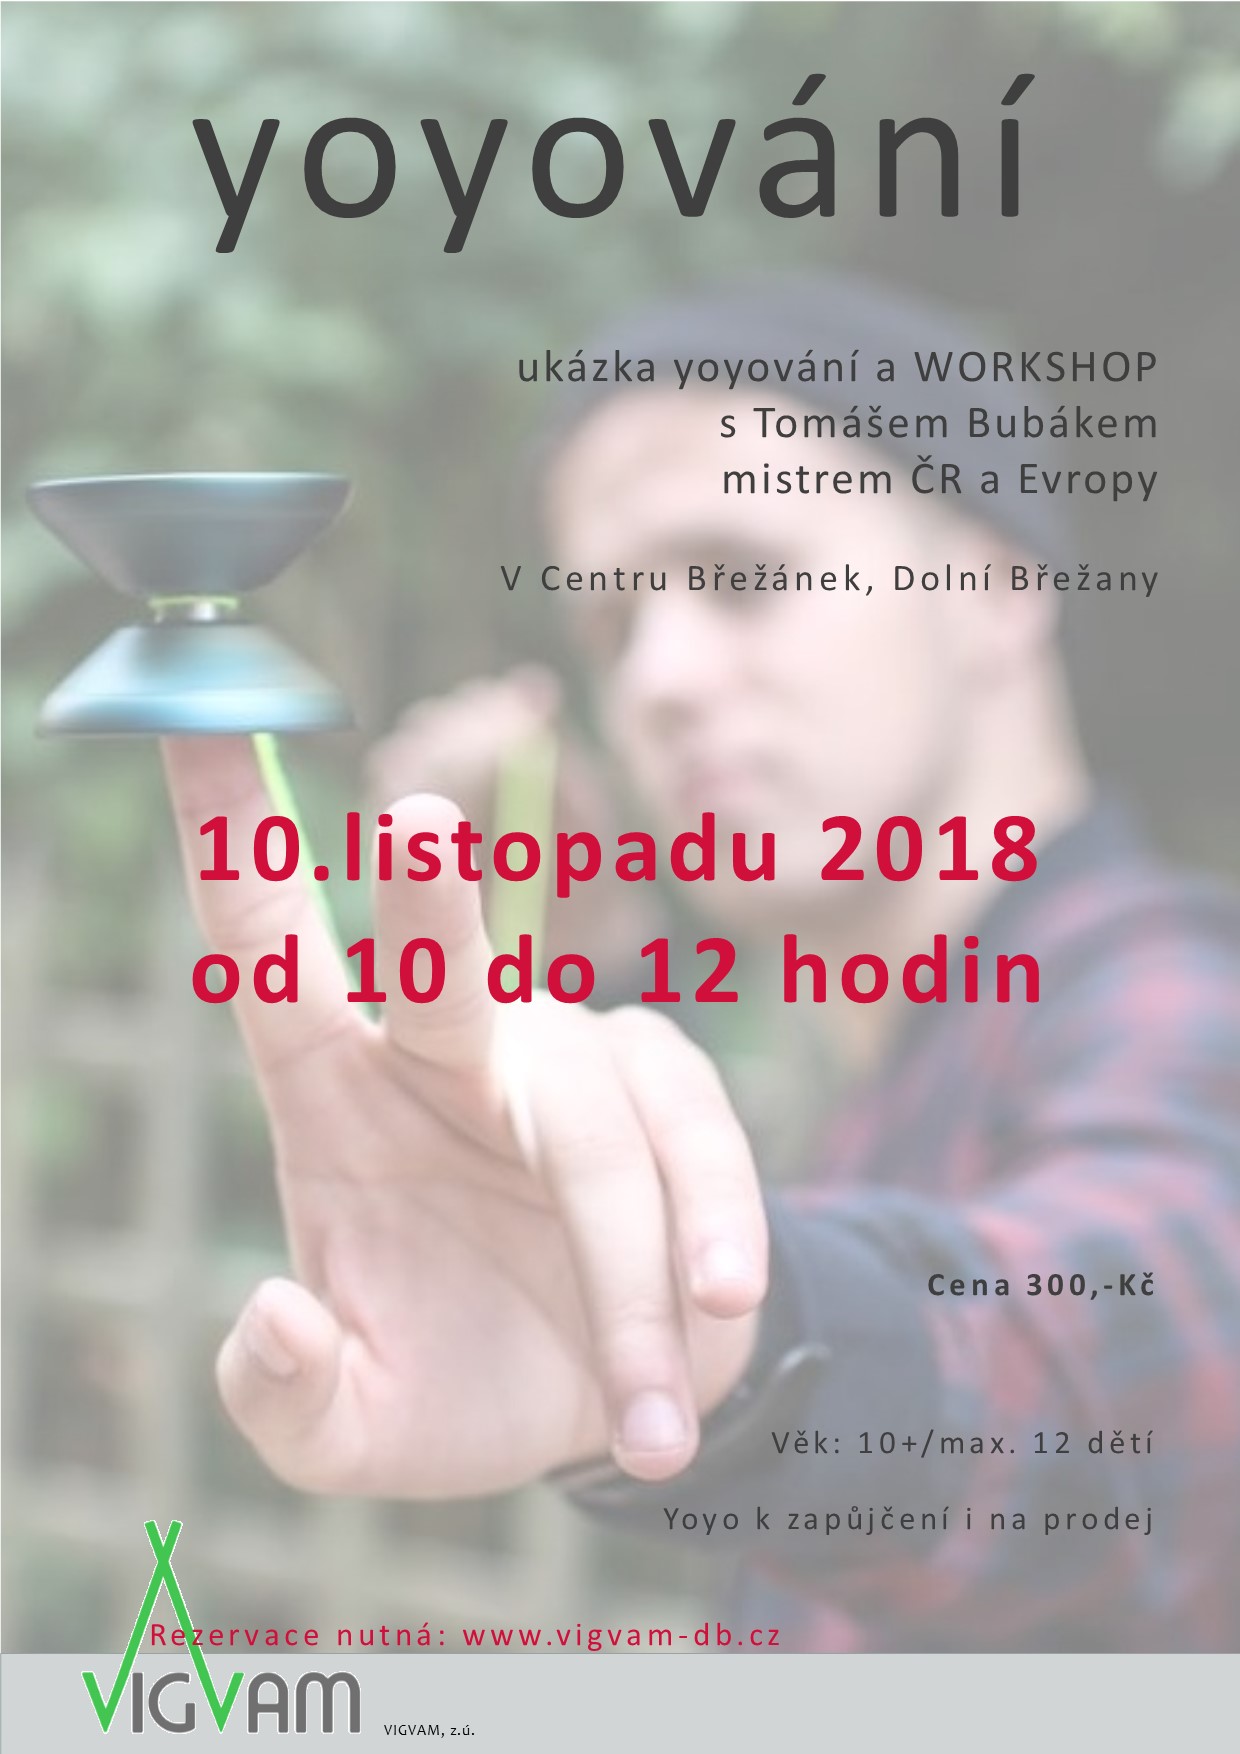 yoyování
ukázka yoyování a WORKSHOP
s Tomášem Bubákem
mistrem ČR a Evropy
V Centru Břežánek, Dolní Břežany
10.listopadu 2018
od 10 do 12 hodin
Cena 300,-Kč
Věk: 10+/max. 12 dětí
Yoyo k zapůjčení i na prodej
Rezervace nutná: www.vigvam-db.cz
VIGVAM
VIGVAM, z.ú.